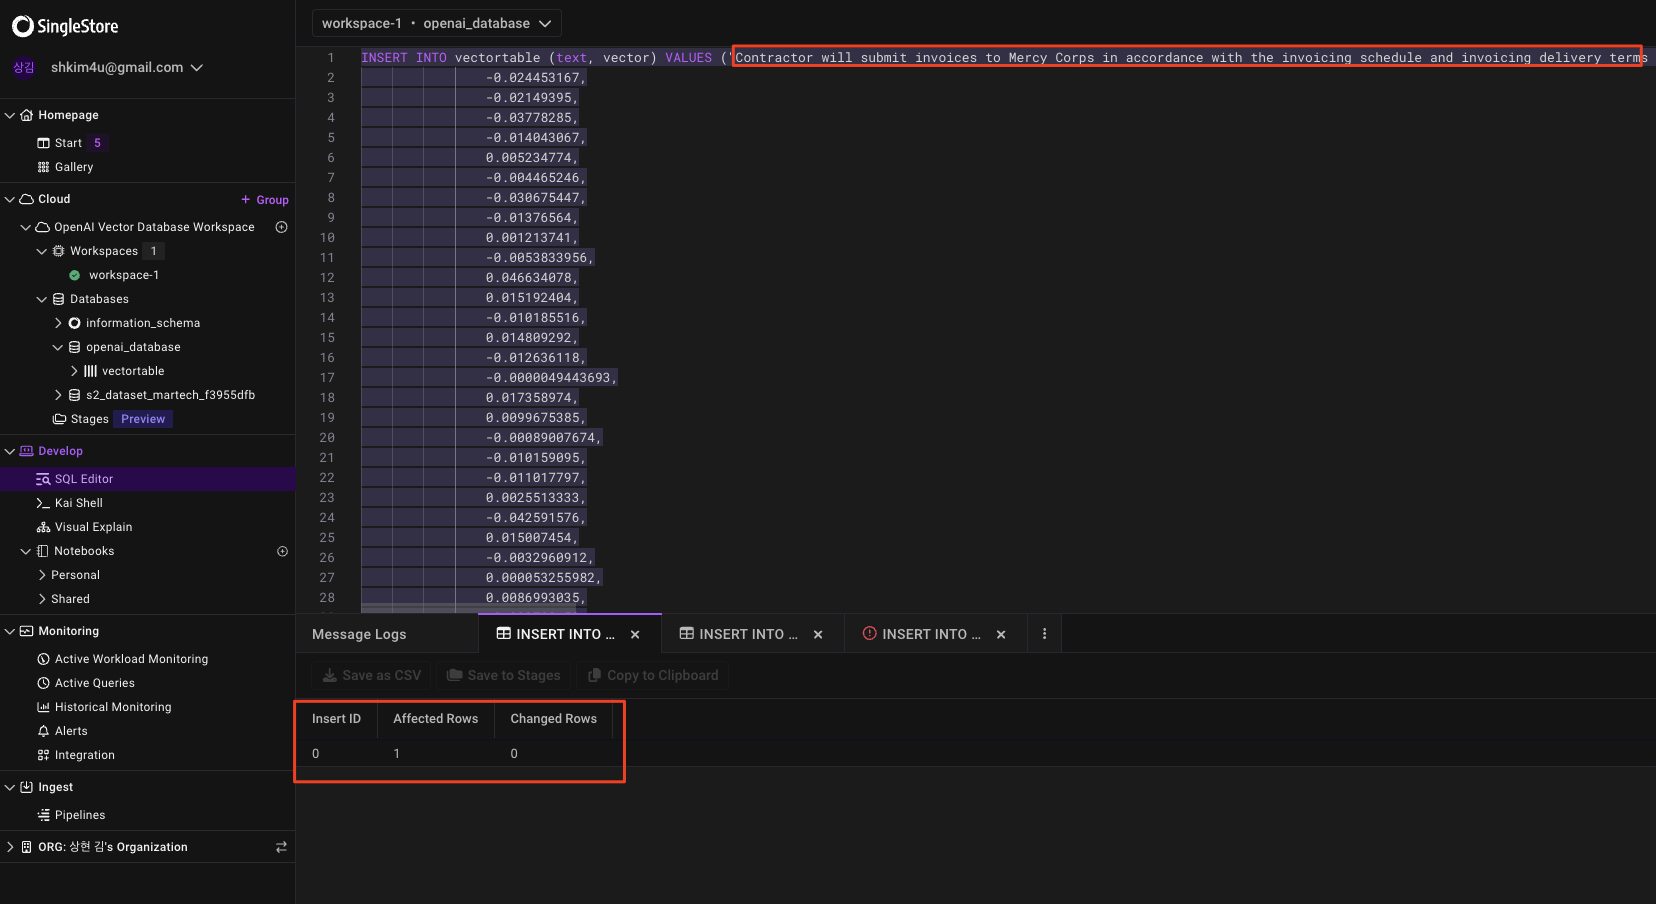 SingleStore
상김 shkim4u@gmail.com
Homepage
Start 5
Gallery
Cloud + Group
OpenAI Vector Database Workspace
Workspaces 1
workspace-1
Databases
information_schema
openai_database
vectortable
s2_dataset_martech_f3955dfb
Stages Preview
Develop
SQL Editor
Kai Shell
Visual Explain
Notebooks
Personal
Shared
Monitoring
Active Workload Monitoring
Active Queries
Historical Monitoring
Alerts
Integration
Ingest
Pipelines
ORG: 상현 김's Organization
workspace-1 • openai_database
1 INSERT INTO vectortable (text, vector) VALUES ('Contractor will submit invoices to Mercy Corps in accordance with the invoicing schedule and invoicing delivery terms
2 -0.024453167,
3 -0.02149395,
4 -0.03778285,
5 -0.014043067,
6 0.005234774,
7 -0.004465246,
8 -0.030675447,
9 -0.01376564,
10 0.001213741,
11 -0.0053833956,
12 0.046634078,
13 0.015192404,
14 -0.010185516,
15 0.014809292,
16 -0.012636118,
17 -0.0000049443693,
18 0.017358974,
19 0.0099675385,
20 -0.00089007674,
21 -0.010159095,
22 -0.011017797,
23 0.0025513333,
24 -0.042591576,
25 0.015007454,
26 -0.0032960912,
27 0.000053255982,
28 0.0086993035,
Message Logs INSERT INTO ... × INSERT INTO ... × INSERT INTO ... ×
Save as CSV Save to Stages Copy to Clipboard
Insert ID Affected Rows Changed Rows
0 1 0